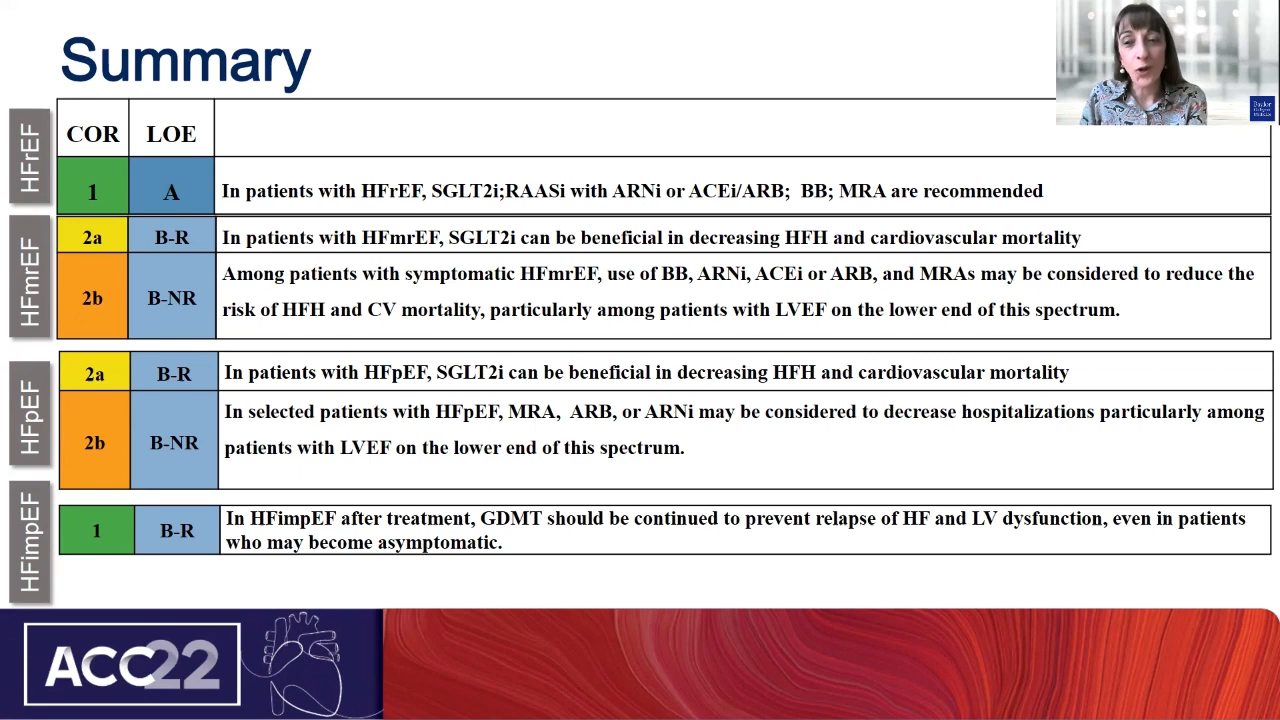 Summary
HFrEF
COR LOE
1 A In patients with HFrEF, SGLT2i;RAASi with ARNi or ACEi/ARB; BB; MRA are recommended
HFmrEF
2a B-R In patients with HFmrEF, SGLT2i can be beneficial in decreasing HFH and cardiovascular mortality
2b B-NR Among patients with symptomatic HFmrEF, use of BB, ARNi, ACEi or ARB, and MRAs may be considered to reduce the
risk of HFH and CV mortality, particularly among patients with LVEF on the lower end of this spectrum.
HFpEF
2a B-R In patients with HFpEF, SGLT2i can be beneficial in decreasing HFH and cardiovascular mortality
2b B-NR In selected patients with HFpEF, MRA, ARB, or ARNi may be considered to decrease hospitalizations particularly among
patients with LVEF on the lower end of this spectrum.
HFimpEF
1 B-R In HFimpEF after treatment, GDMT should be continued to prevent relapse of HF and LV dysfunction, even in patients
who may become asymptomatic.
ACC22
Baylor
College of
Medicine